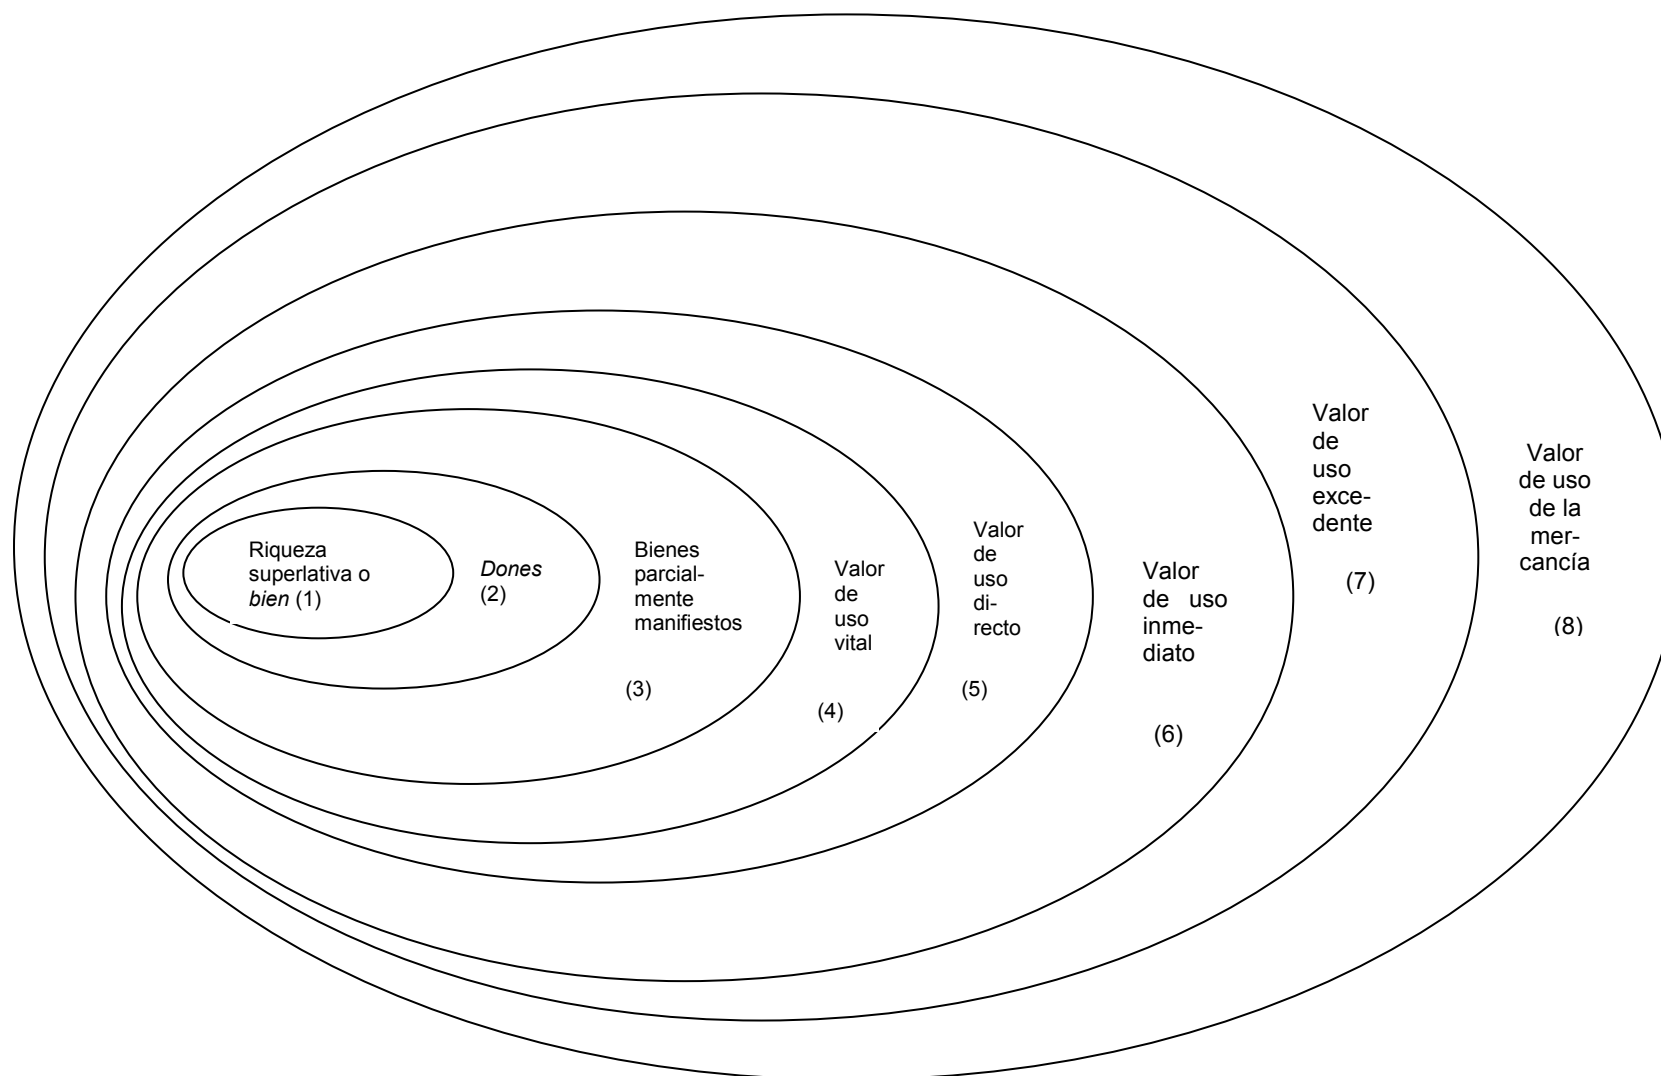 Riqueza
superlativa o
bien (1)
Dones
(2)
Bienes
parcial-
mente
manifiestos
(3)
Valor
de
uso
vital
(4)
Valor
de
uso
di-
recto
(5)
Valor
de uso
inme-
diato
(6)
Valor
de
uso
exce-
dente
(7)
Valor
de uso
de la
mer-
cancía
(8)